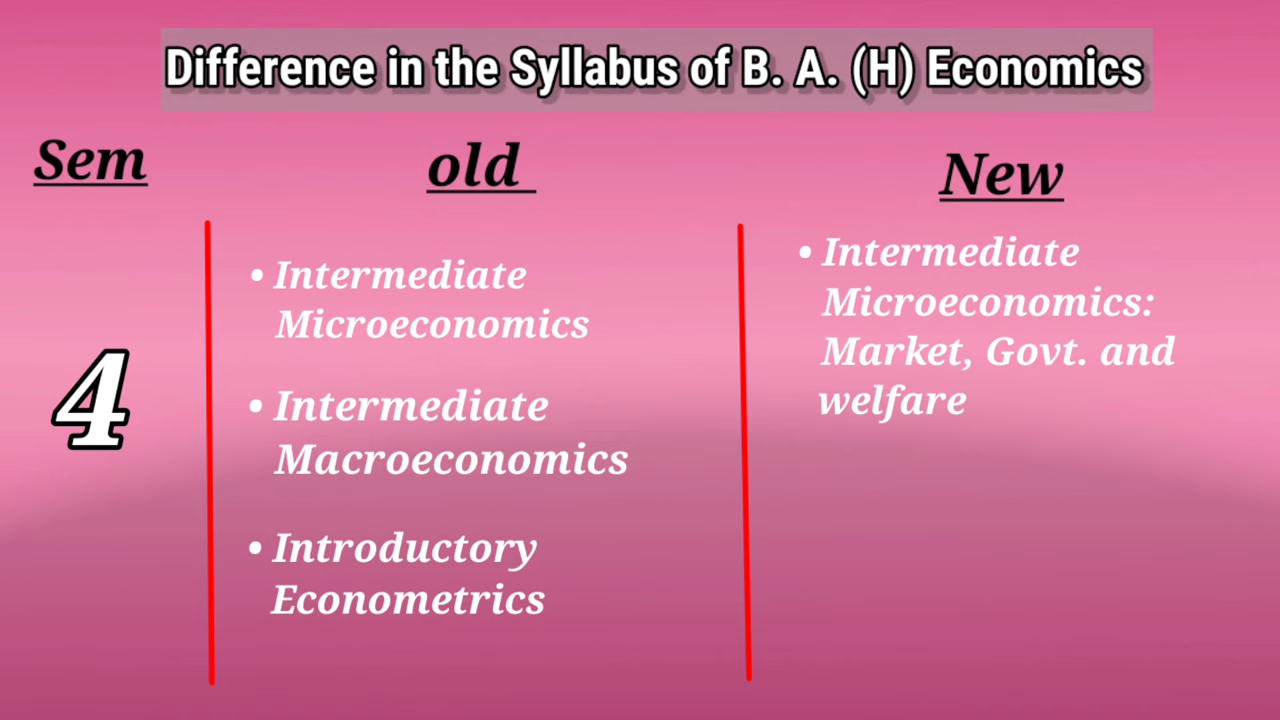 Difference in the Syllabus of B. A. (H) Economics
Sem
old
New
4
• Intermediate
Microeconomics
• Intermediate
Macroeconomics
• Introductory
Econometrics
• Intermediate
Microeconomics:
Market, Govt. and
welfare